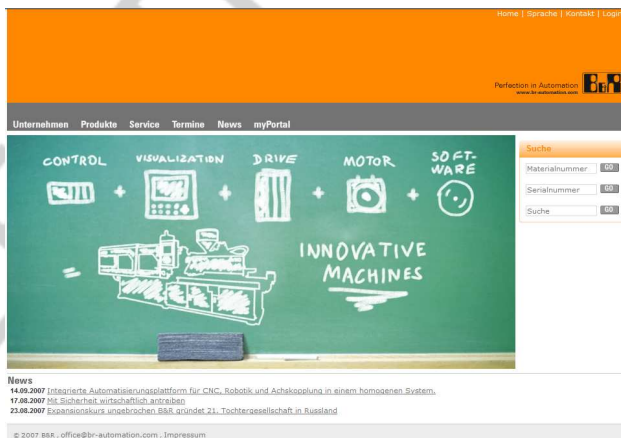 Home | Sprache | Kontakt | Login
Perfection in Automation
www.br-automation.com
B&R
Unternehmen Produkte Service Termine News myPortal
CONTROL + VISUALIZATION + DRIVE + MOTOR + SOFT-
WARE
= INNOVATIVE
MACHINES
Suche
Materialnummer GO
Serialnummer GO
Suche GO
News
14.09.2007 Integrierte Automatisierungsplattform für CNC, Robotik und Achskopplung in einem homogenen System.
17.08.2007 Mit Sicherheit wirtschaftlich antreiben
23.08.2007 Expansionskurs ungebrochen B&R gründet 21. Tochtergesellschaft in Russland
© 2007 B&R . office@br-automation.com . Impressum